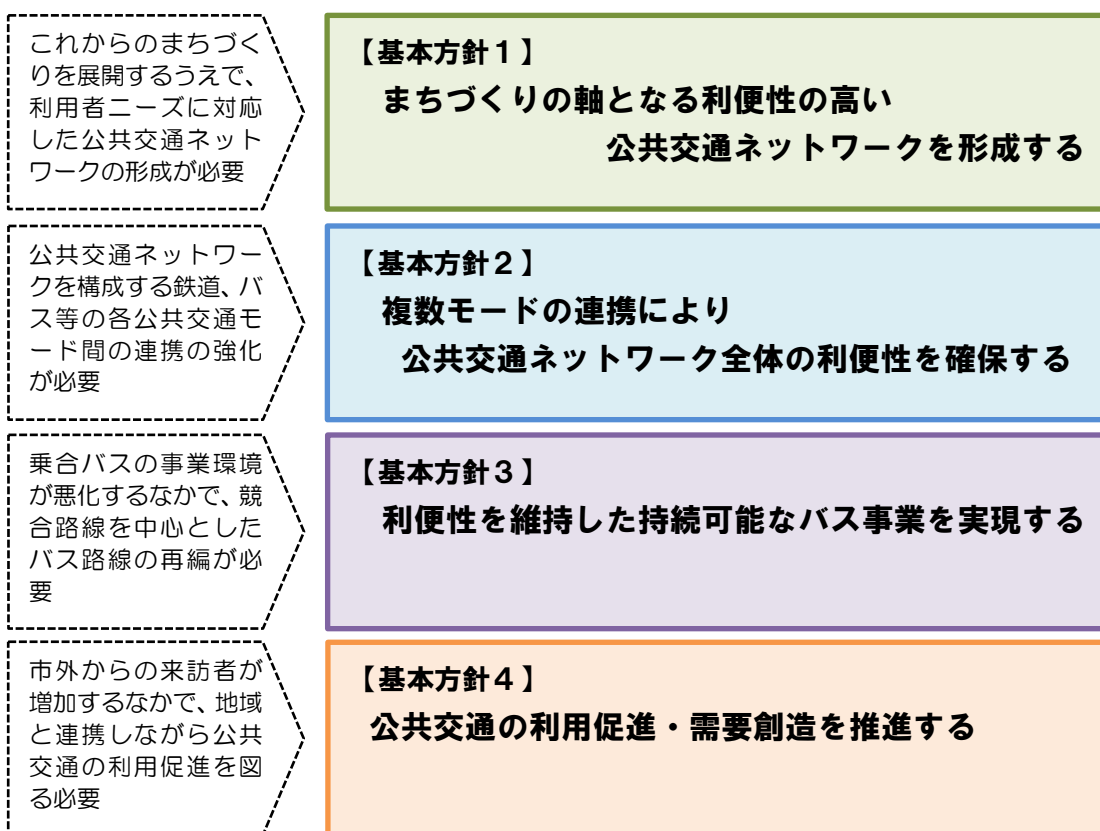 これからのまちづく
りを展開するうえで、
利用者ニーズに対応
した公共交通ネット
ワークの形成が必要
【基本方針１】
まちづくりの軸となる利便性の高い
公共交通ネットワークを形成する
公共交通ネットワー
クを構成する鉄道、バ
ス等の各公共交通モ
ード間の連携の強化
が必要
【基本方針２】
複数モードの連携により
公共交通ネットワーク全体の利便性を確保する
乗合バスの事業環境
が悪化するなかで、競
合路線を中心とした
バス路線の再編が必
要
【基本方針３】
利便性を維持した持続可能なバス事業を実現する
市外からの来訪者が
増加するなかで、地域
と連携しながら公共
交通の利用促進を図
る必要
【基本方針４】
公共交通の利用促進・需要創造を推進する